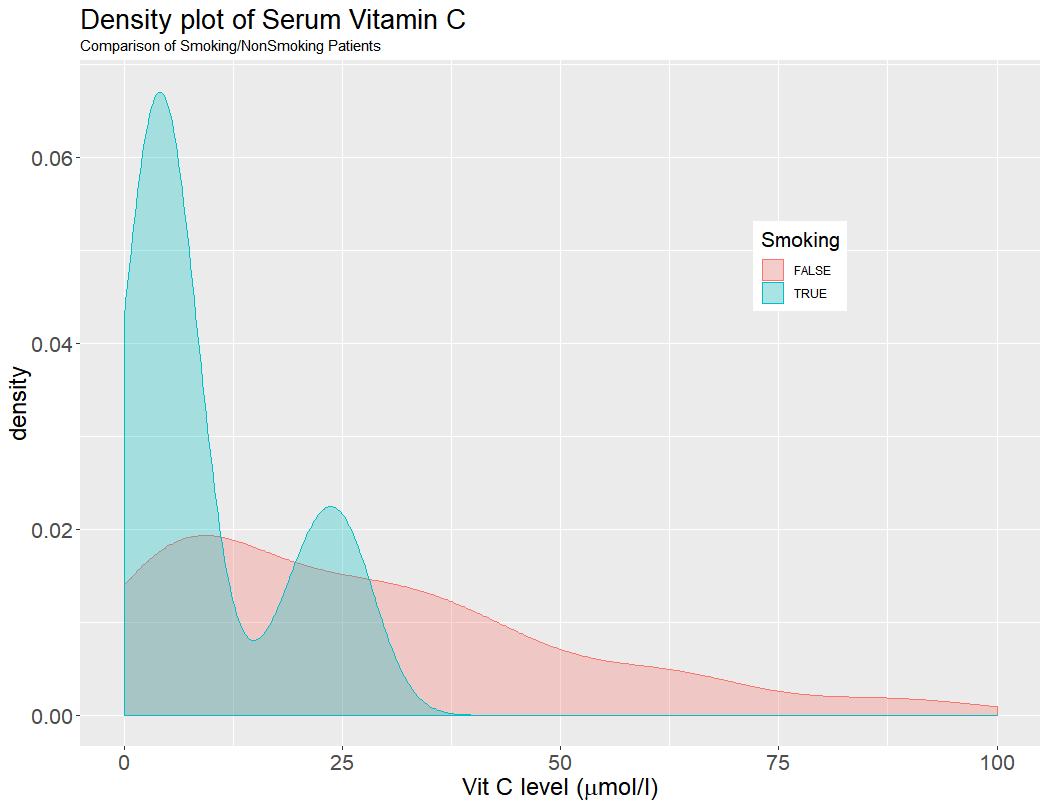 Density plot of Serum Vitamin C
Comparison of Smoking/NonSmoking Patients
0.06
0.04
0.02
0.00
density
Smoking
FALSE
TRUE
0 25 50 75 100
Vit C level (μmol/l)